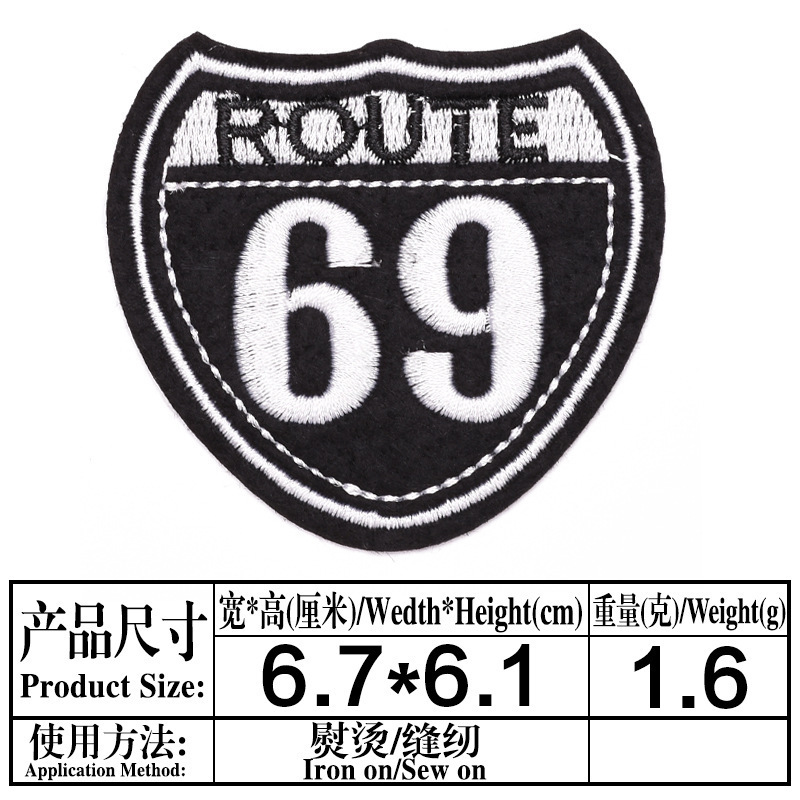 ROUTE
69
产品尺寸
Product Size:
宽*高(厘米)/Wedth*Height(cm)
重量(克)/Weight(g)
6.7*6.1
1.6
使用方法:
Application Method:
熨烫/缝纫
Iron on/Sew on